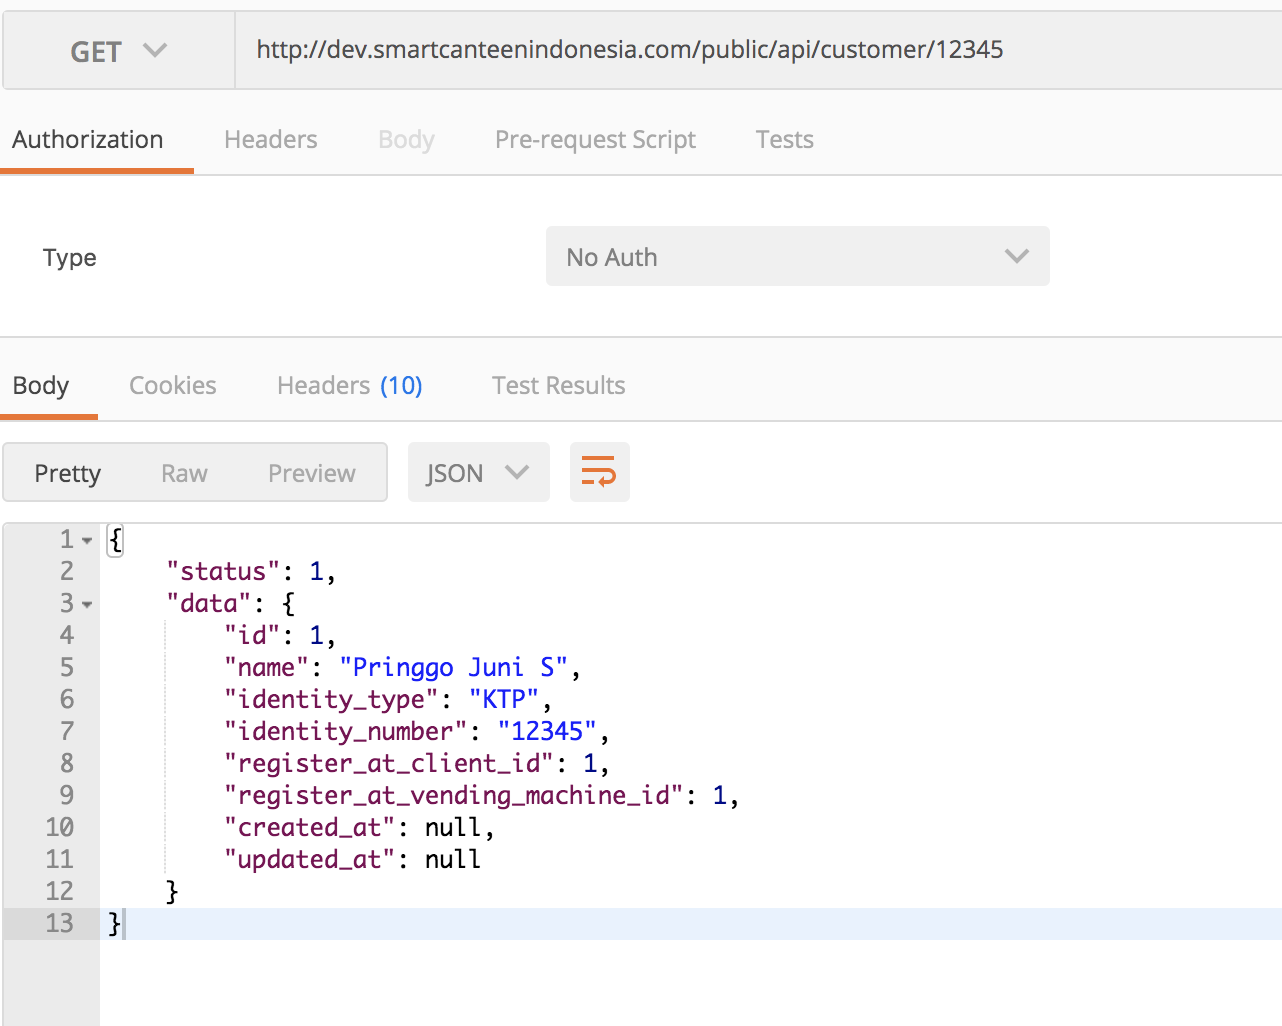 GET http://dev.smartcanteenindonesia.com/public/api/customer/12345
Authorization Headers Body Pre-request Script Tests
Type No Auth
Body Cookies Headers (10) Test Results
Pretty Raw Preview JSON
1 {
2 "status": 1,
3 "data": {
4 "id": 1,
5 "name": "Pringgo Juni S",
6 "identity_type": "KTP",
7 "identity_number": "12345",
8 "register_at_client_id": 1,
9 "register_at_vending_machine_id": 1,
10 "created_at": null,
11 "updated_at": null
12 }
13 }